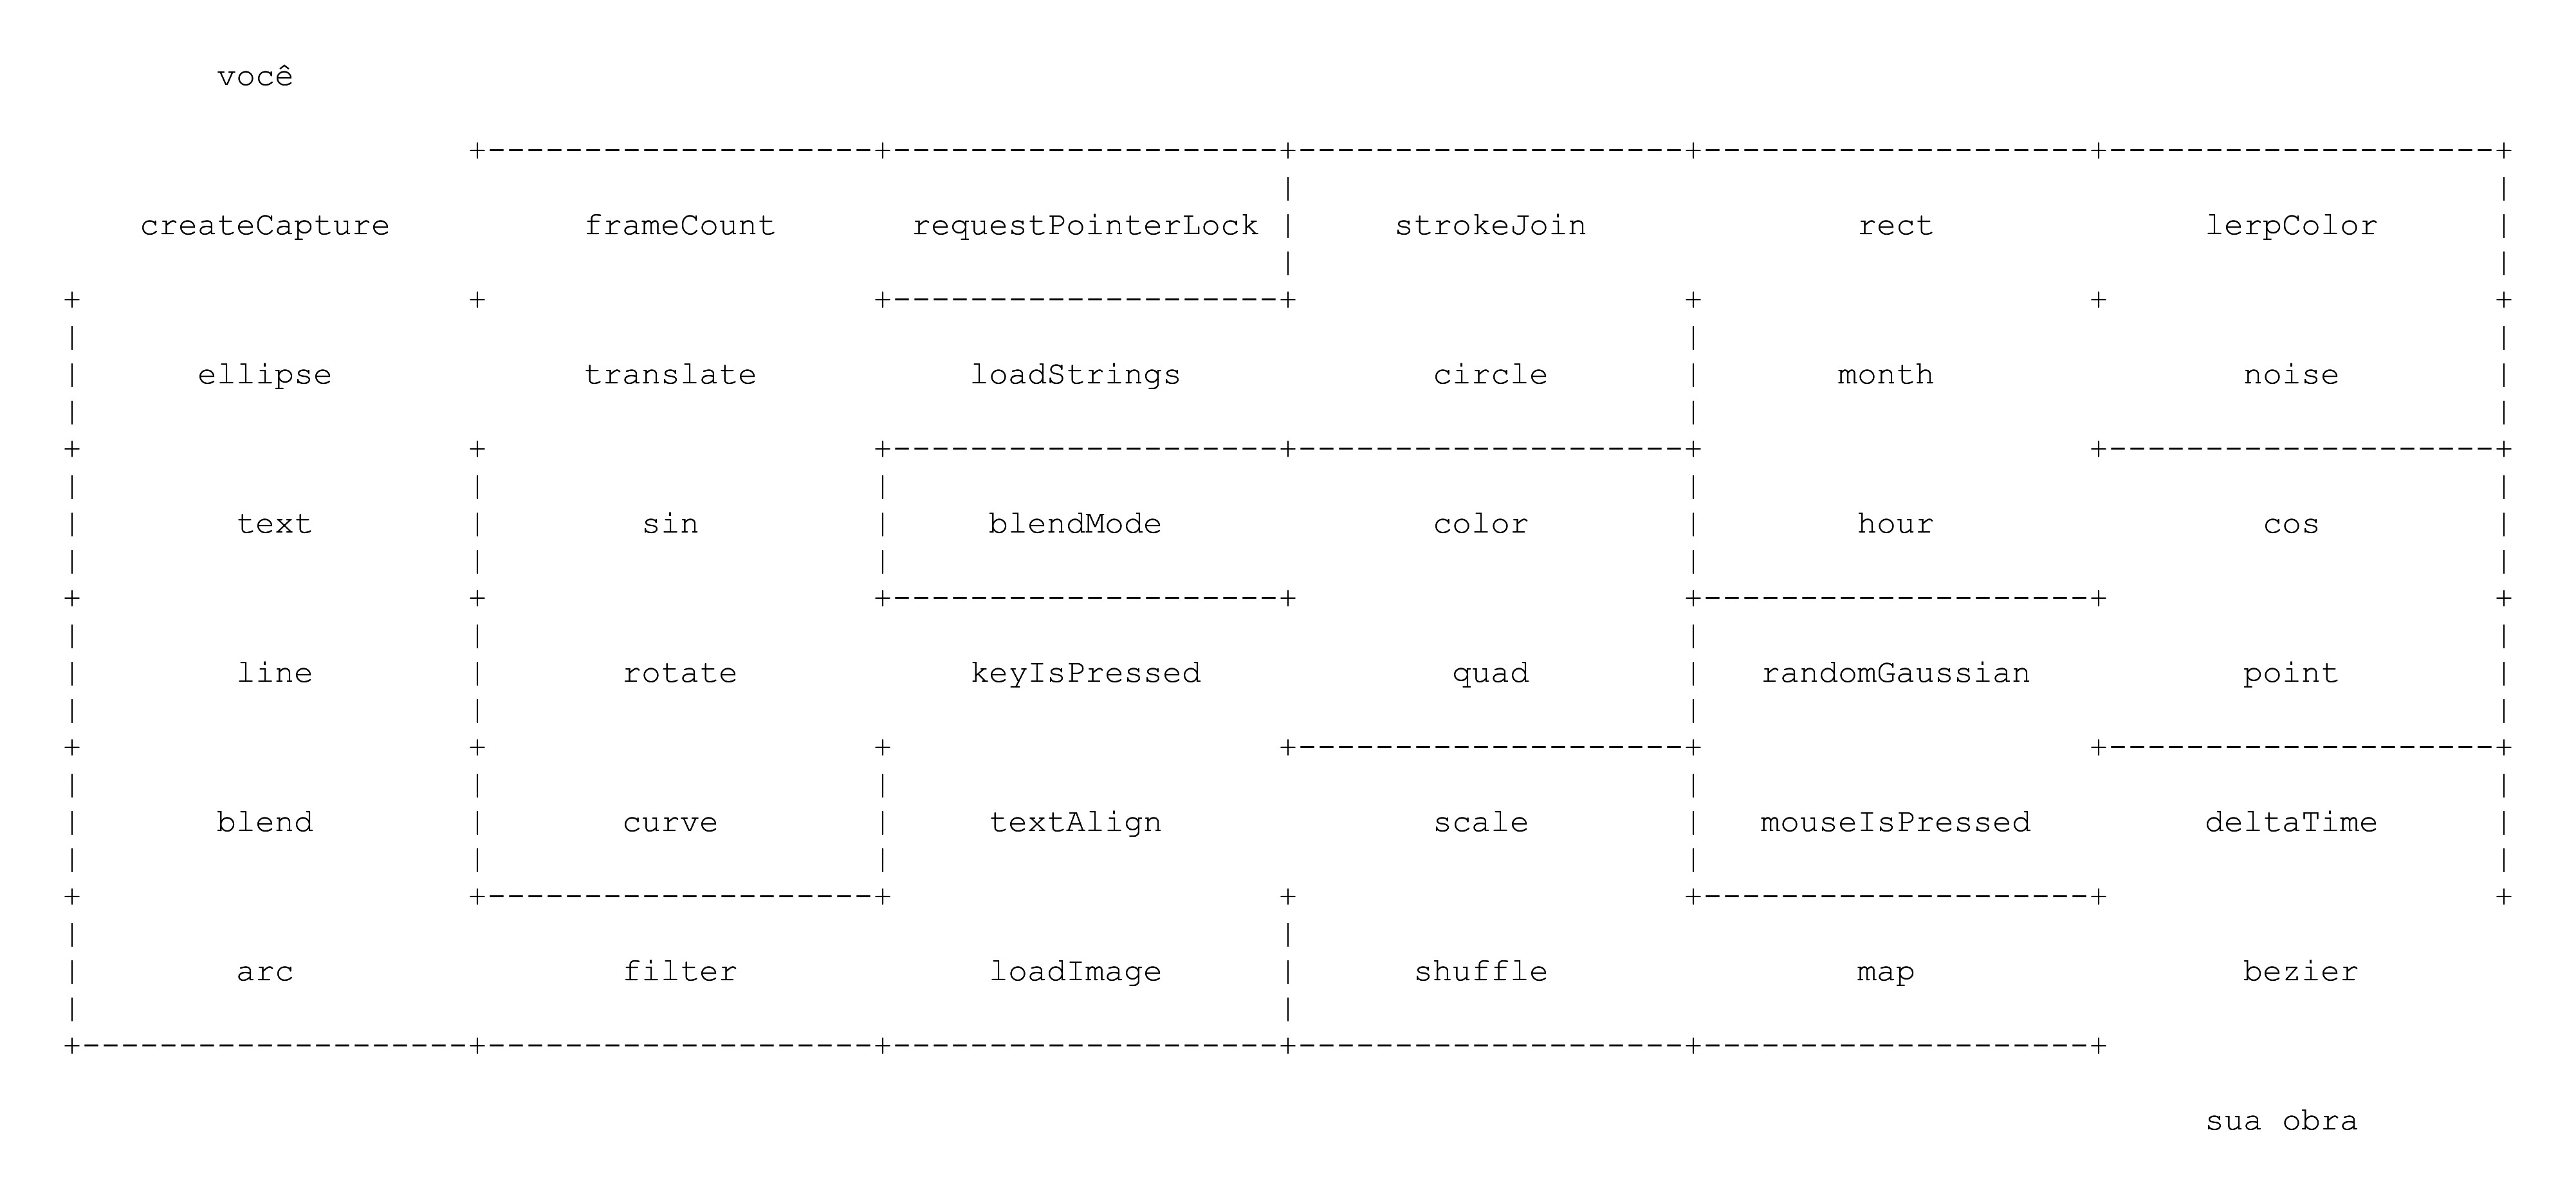 você
createCapture frameCount requestPointerLock strokeJoin rect lerpColor
ellipse translate loadStrings circle month noise
text sin blendMode color hour cos
line rotate keyIsPressed quad randomGaussian point
blend curve textAlign scale mouseIsPressed deltaTime
arc filter loadImage shuffle map bezier
sua obra